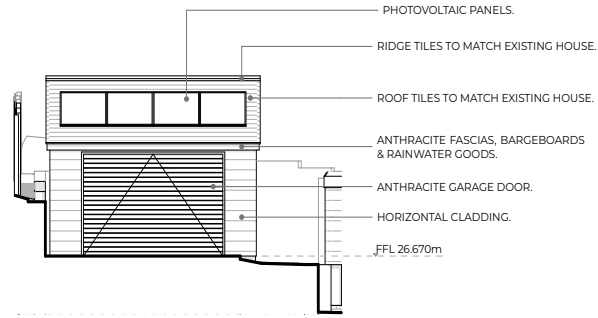 PHOTOVOLTAIC PANELS.
RIDGE TILES TO MATCH EXISTING HOUSE.
ROOF TILES TO MATCH EXISTING HOUSE.
ANTHRACITE FASCIAS, BARGEBOARDS
& RAINWATER GOODS.
ANTHRACITE GARAGE DOOR.
HORIZONTAL CLADDING.
FFL 26.670m